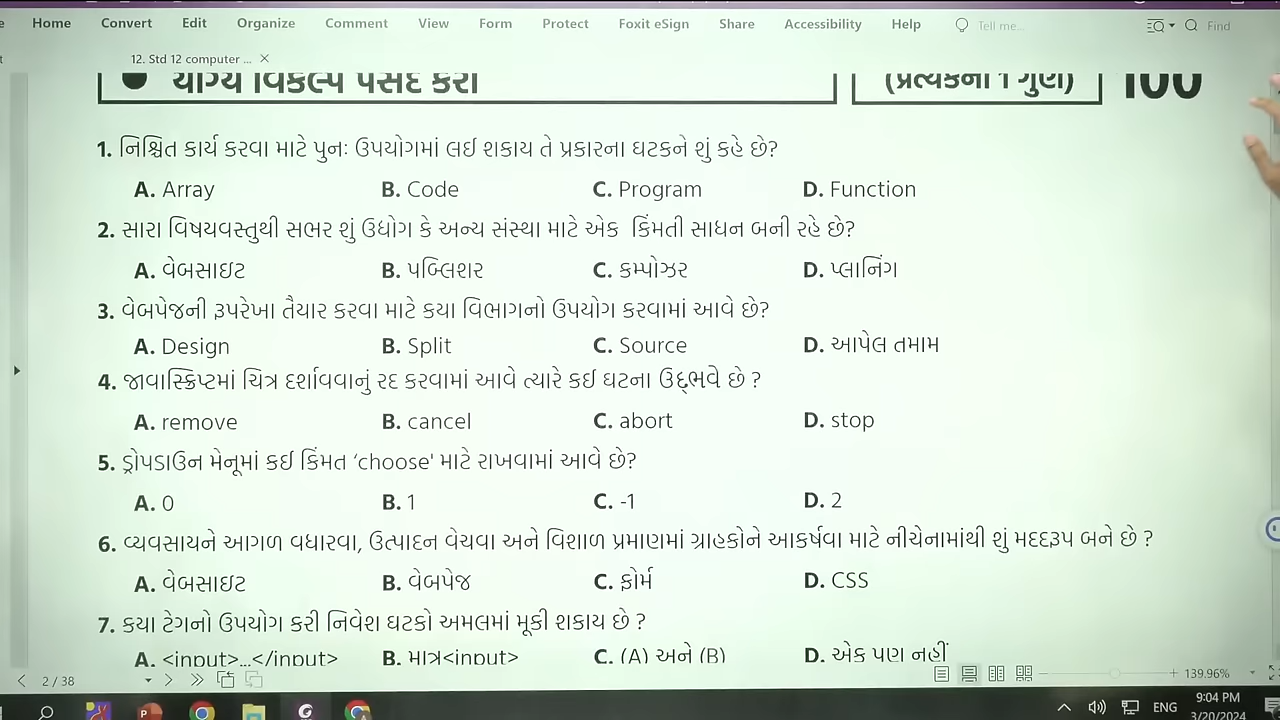 Home Convert Edit Organize Comment View Form Protect Foxit eSign Share Accessibility Help Tell me... Find
12. Std 12 computer ... ×
યોગ્ય વિકલ્પ પસંદ કરો (પ્રત્યેકનો 1 ગુણ) 100
1. નિશ્ચિત કાર્ય કરવા માટે પુનઃ ઉપયોગમાં લઈ શકાય તે પ્રકારના ઘટકને શું કહે છે?
A. Array B. Code C. Program D. Function
2. સારા વિષયવસ્તુથી સભર શું ઉદ્યોગ કે અન્ય સંસ્થા માટે એક કિંમતી સાધન બની રહે છે?
A. વેબસાઇટ B. પબ્લિશર C. કમ્પોઝર D. પ્લાનિંગ
3. વેબપેજની રૂપરેખા તૈયાર કરવા માટે કયા વિભાગનો ઉપયોગ કરવામાં આવે છે?
A. Design B. Split C. Source D. આપેલ તમામ
4. જાવાસ્ક્રિપ્ટમાં ચિત્ર દર્શાવવાનું રદ કરવામાં આવે ત્યારે કઈ ઘટના ઉદ્ભવે છે ?
A. remove B. cancel C. abort D. stop
5. ડ્રોપડાઉન મેનૂમાં કઈ કિંમત ‘choose' માટે રાખવામાં આવે છે?
A. 0 B. 1 C. -1 D. 2
6. વ્યવસાયને આગળ વધારવા, ઉત્પાદન વેચવા અને વિશાળ પ્રમાણમાં ગ્રાહકોને આકર્ષવા માટે નીચેનામાંથી શું મદદરૂપ બને છે ?
A. વેબસાઇટ B. વેબપેજ C. ફોર્મ D. CSS
7. કયા ટેગનો ઉપયોગ કરી નિવેશ ઘટકો અમલમાં મૂકી શકાય છે ?
A. <input>...</input> B. માત્ર<input> C. (A) અને (B) D. એક પણ નહીં
2 / 38 139.96%
ENG 9:04 PM
3/20/2024